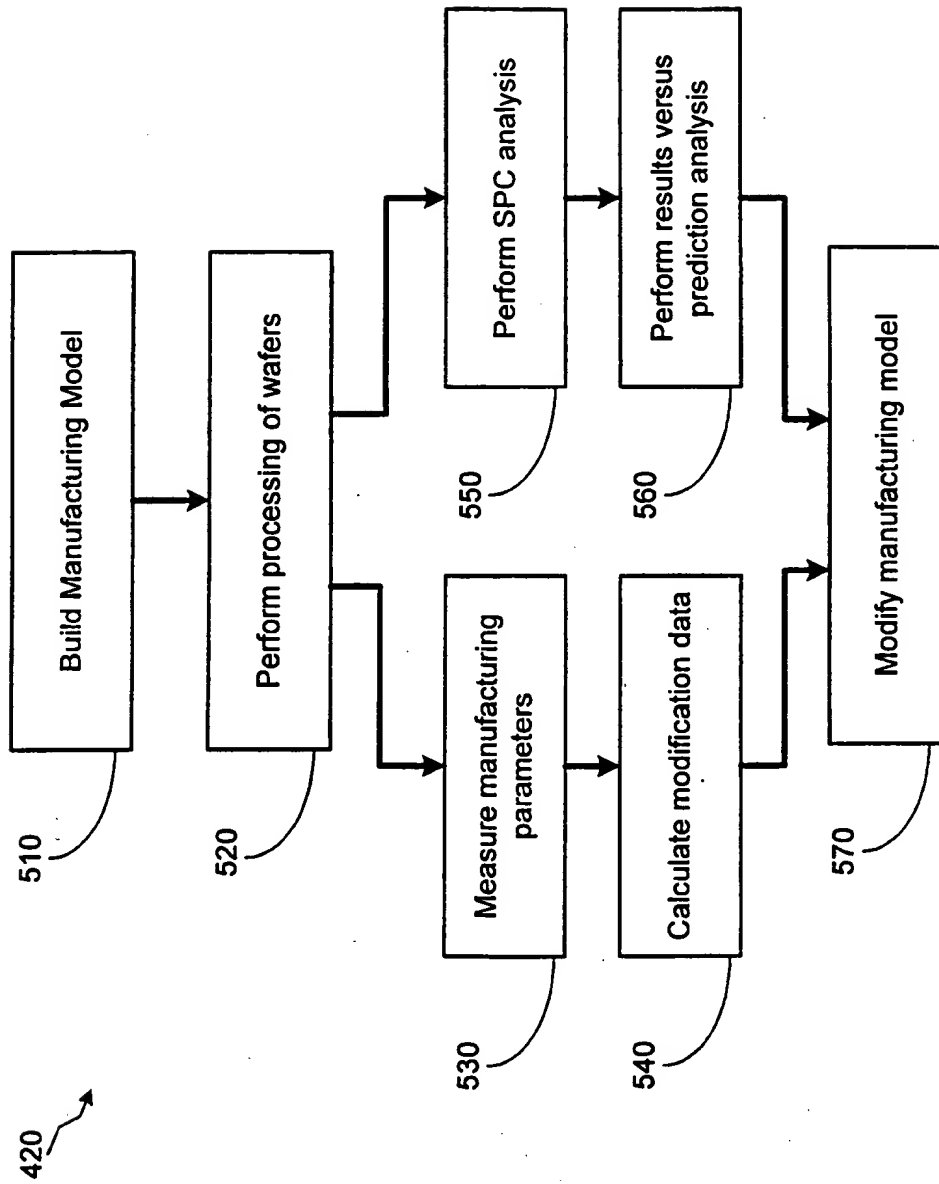 420
510
Build Manufacturing Model
520
Perform processing of wafers
530
Measure manufacturing
parameters
540
Calculate modification data
550
Perform SPC analysis
560
Perform results versus
prediction analysis
570
Modify manufacturing model